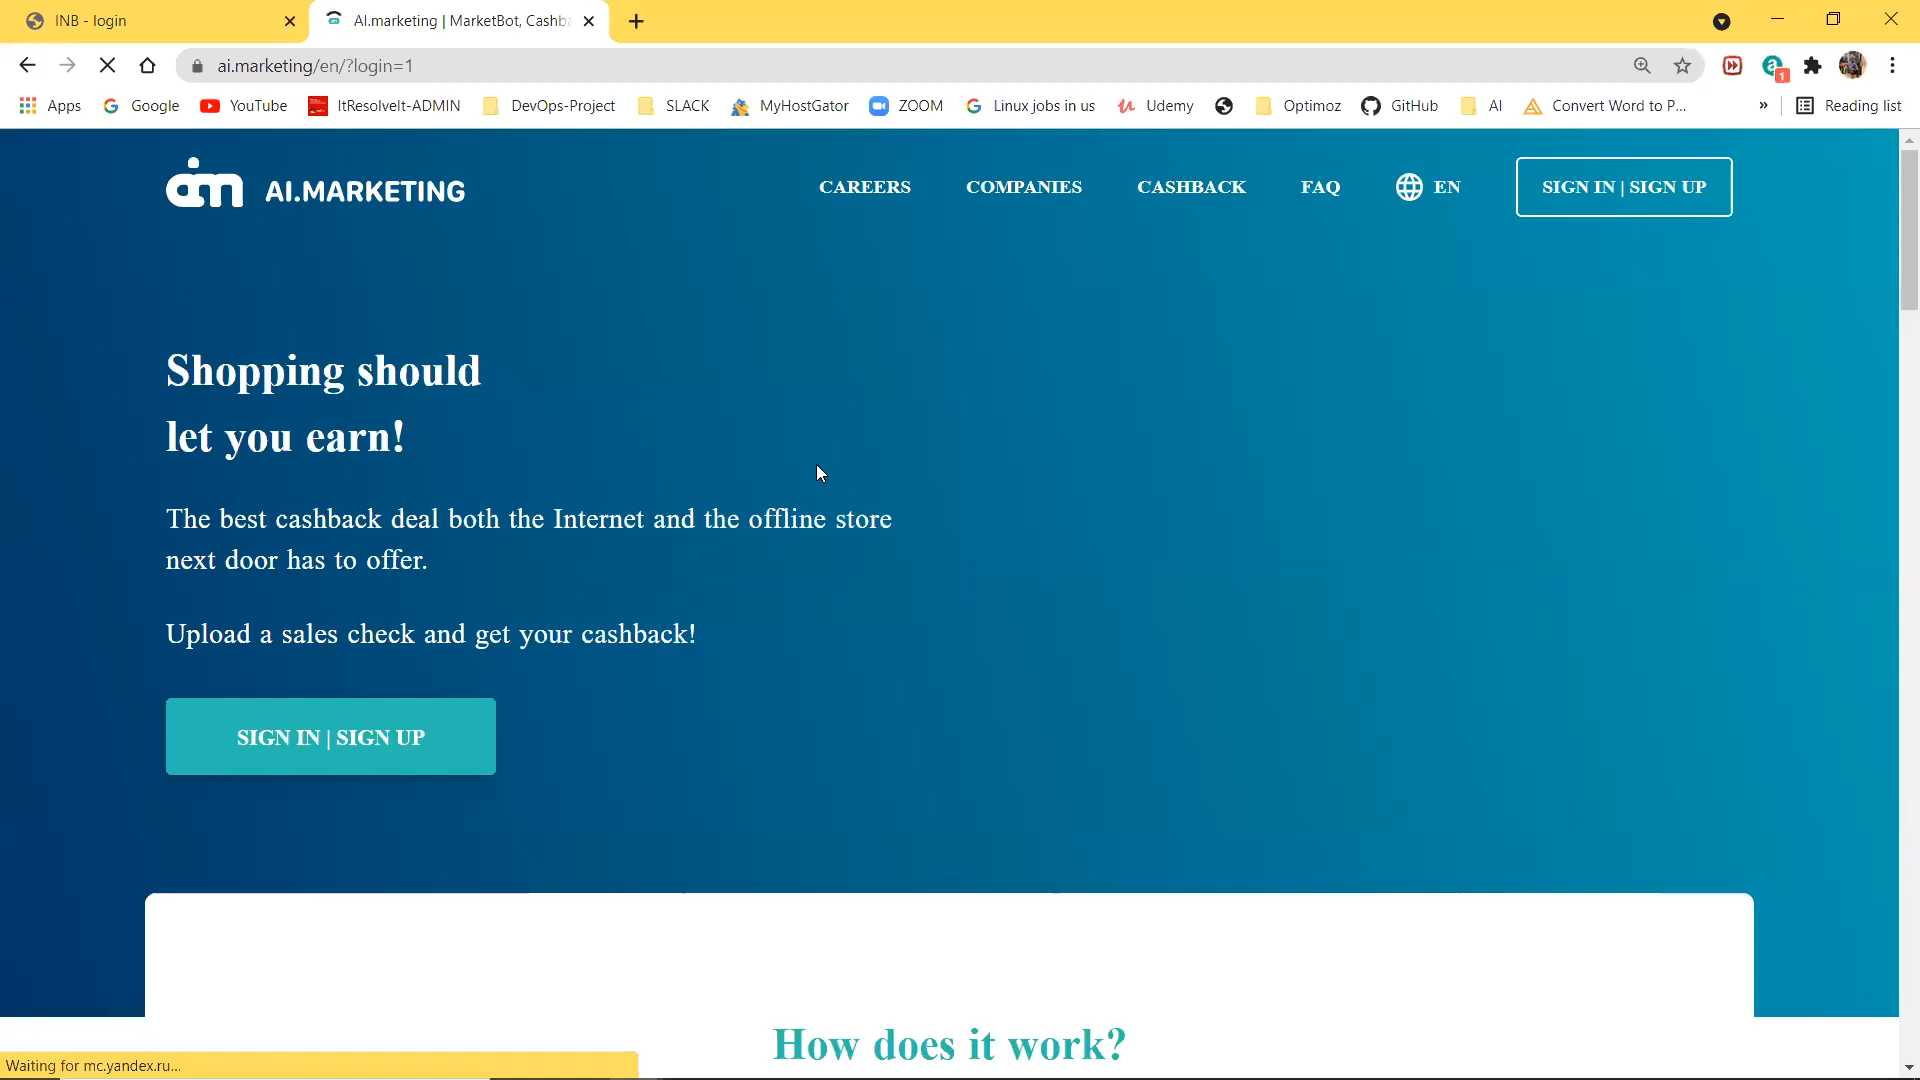 INB - login
AI.marketing | MarketBot, Cashba
ai.marketing/en/?login=1
1
Apps
Google
YouTube
ItResolveIt-ADMIN
DevOps-Project
SLACK
MyHostGator
ZOOM
Linux jobs in us
Udemy
Optimoz
GitHub
AI
Convert Word to P...
»
Reading list
AI.MARKETING
CAREERS
COMPANIES
CASHBACK
FAQ
EN
SIGN IN | SIGN UP
Shopping should
let you earn!
The best cashback deal both the Internet and the offline store
next door has to offer.
Upload a sales check and get your cashback!
SIGN IN | SIGN UP
How does it work?
Waiting for mc.yandex.ru...